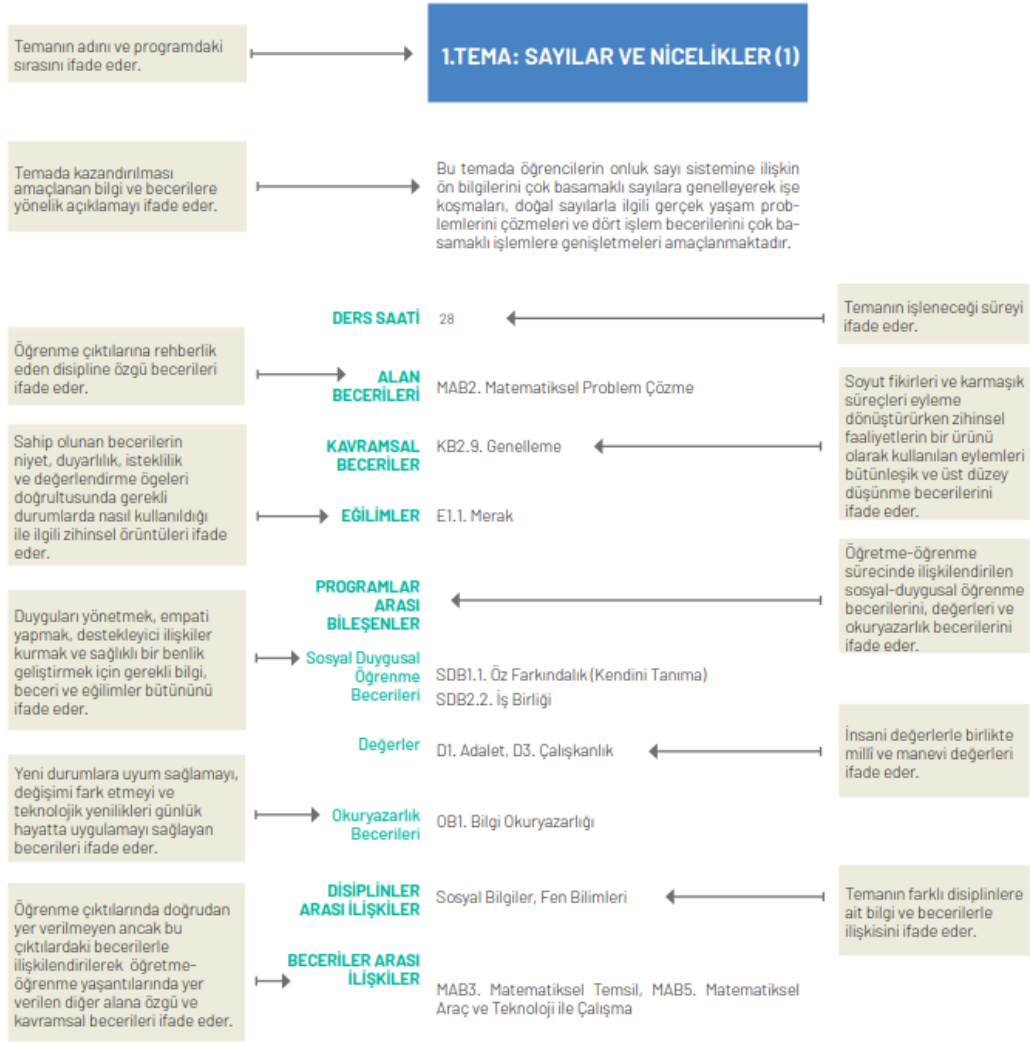 Temanın adını ve programdaki
sırasını ifade eder.
1.TEMA: SAYILAR VE NİCELİKLER (1)
Temada kazandırılması
amaçlanan bilgi ve becerilere
yönelik açıklamayı ifade eder.
Bu temada öğrencilerin onluk sayı sistemine ilişkin
ön bilgilerini çok basamaklı sayılara genelleyerek işe
koşmaları, doğal sayılarla ilgili gerçek yaşam prob-
lemlerini çözmeleri ve dört işlem becerilerini çok ba-
samaklı işlemlere genişletmeleri amaçlanmaktadır.
DERS SAATİ 28
Temanın işleneceği süreyi
ifade eder.
Öğrenme çıktılarına rehberlik
eden disipline özgü becerileri
ifade eder.
ALAN
BECERİLERİ
MAB2. Matematiksel Problem Çözme
Soyut fikirleri ve karmaşık
süreçleri eyleme
dönüştürürken zihinsel
faaliyetlerin bir ürünü
olarak kullanılan eylemleri
bütünleşik ve üst düzey
düşünme becerilerini
ifade eder.
KAVRAMSAL
BECERİLER
KB2.9. Genelleme
Sahip olunan becerilerin
niyet, duyarlılık, isteklilik
ve değerlendirme ögeleri
doğrultusunda gerekli
durumlarda nasıl kullanıldığı
ile ilgili zihinsel örüntüleri ifade
eder.
EĞİLİMLER E1.1. Merak
PROGRAMLAR
ARASI
BİLEŞENLER
Öğretme-öğrenme
sürecinde ilişkilendirilen
sosyal-duygusal öğrenme
becerilerini, değerleri ve
okuryazarlık becerilerini
ifade eder.
Duyguları yönetmek, empati
yapmak, destekleyici ilişkiler
kurmak ve sağlıklı bir benlik
geliştirmek için gerekli bilgi,
beceri ve eğilimler bütününü
ifade eder.
Sosyal Duygusal
Öğrenme
Becerileri
SDB1.1. Öz Farkındalık (Kendini Tanıma)
SDB2.2. İş Birliği
Değerler D1. Adalet, D3. Çalışkanlık
İnsani değerlerle birlikte
millî ve manevi değerleri
ifade eder.
Yeni durumlara uyum sağlamayı,
değişimi fark etmeyi ve
teknolojik yenilikleri günlük
hayatta uygulamayı sağlayan
becerileri ifade eder.
Okuryazarlık
Becerileri
OB1. Bilgi Okuryazarlığı
DİSİPLİNLER
ARASI İLİŞKİLER
Sosyal Bilgiler, Fen Bilimleri
Temanın farklı disiplinlere
ait bilgi ve becerilerle
ilişkisini ifade eder.
Öğrenme çıktılarında doğrudan
yer verilmeyen ancak bu
çıktılardaki becerilerle
ilişkilendirilerek öğretme-
öğrenme yaşantılarında yer
verilen diğer alana özgü ve
kavramsal becerileri ifade eder.
BECERİLER ARASI
İLİŞKİLER
MAB3. Matematiksel Temsil, MAB5. Matematiksel
Araç ve Teknoloji ile Çalışma